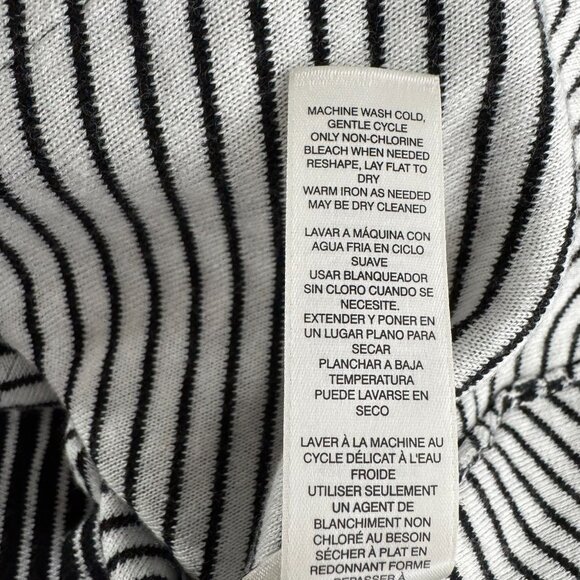 MACHINE WASH COLD,
GENTLE CYCLE
ONLY NON-CHLORINE
BLEACH WHEN NEEDED
RESHAPE, LAY FLAT TO
DRY
WARM IRON AS NEEDED
MAY BE DRY CLEANED
LAVAR A MÁQUINA CON
AGUA FRIA EN CICLO
SUAVE
USAR BLANQUEADOR
SIN CLORO CUANDO SE
NECESITE.
EXTENDER Y PONER EN
UN LUGAR PLANO PARA
SECAR
PLANCHAR A BAJA
TEMPERATURA
PUEDE LAVARSE EN
SECO
LAVER À LA MACHINE AU
CYCLE DÉLICAT À L'EAU
FROIDE
UTILISER SEULEMENT
UN AGENT DE
BLANCHIMENT NON
CHLORÉ AU BESOIN
SÉCHER À PLAT EN
REDONNANT FORME
REPASSER À